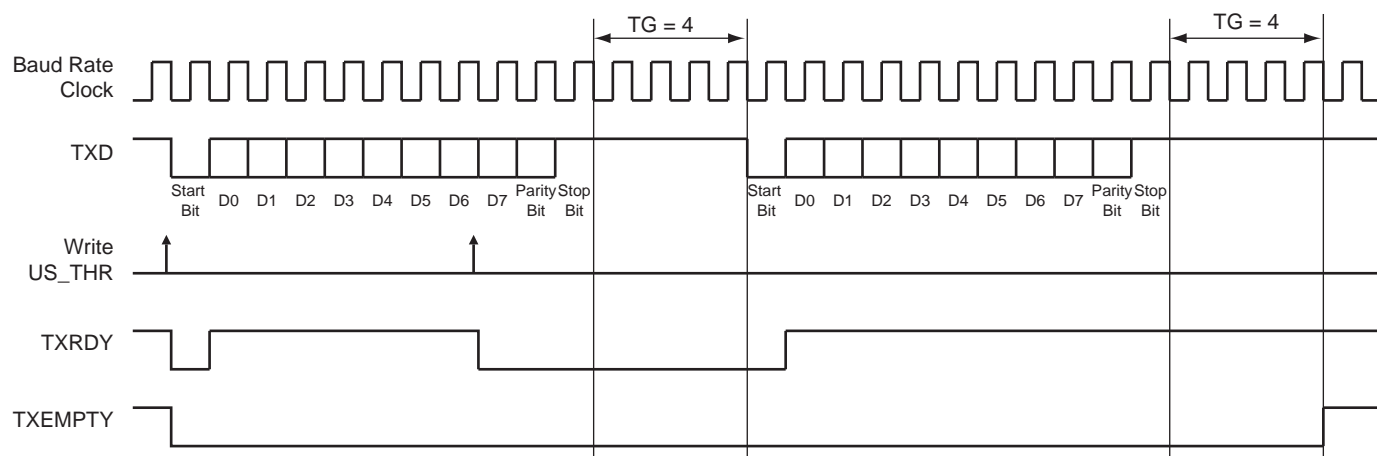 TG = 4
TG = 4
Baud Rate
Clock
TXD
Start
Bit
D0
D1
D2
D3
D4
D5
D6
D7
Parity
Bit
Stop
Bit
Start
Bit
D0
D1
D2
D3
D4
D5
D6
D7
Parity
Bit
Stop
Bit
Write
US_THR
TXRDY
TXEMPTY